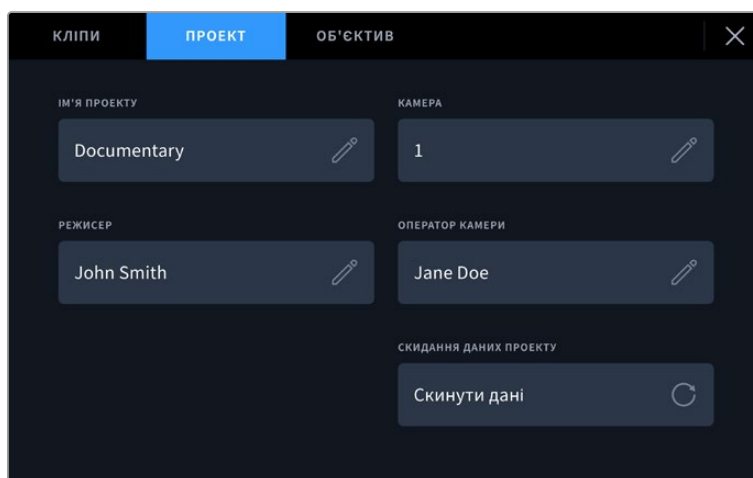 КЛІПИ ПРОЕКТ ОБ'ЄКТИВ
ІМ'Я ПРОЕКТУ КАМЕРА
Documentary 1
РЕЖИСЕР ОПЕРАТОР КАМЕРИ
John Smith Jane Doe
СКИДАННЯ ДАНИХ ПРОЕКТУ
Скинути дані